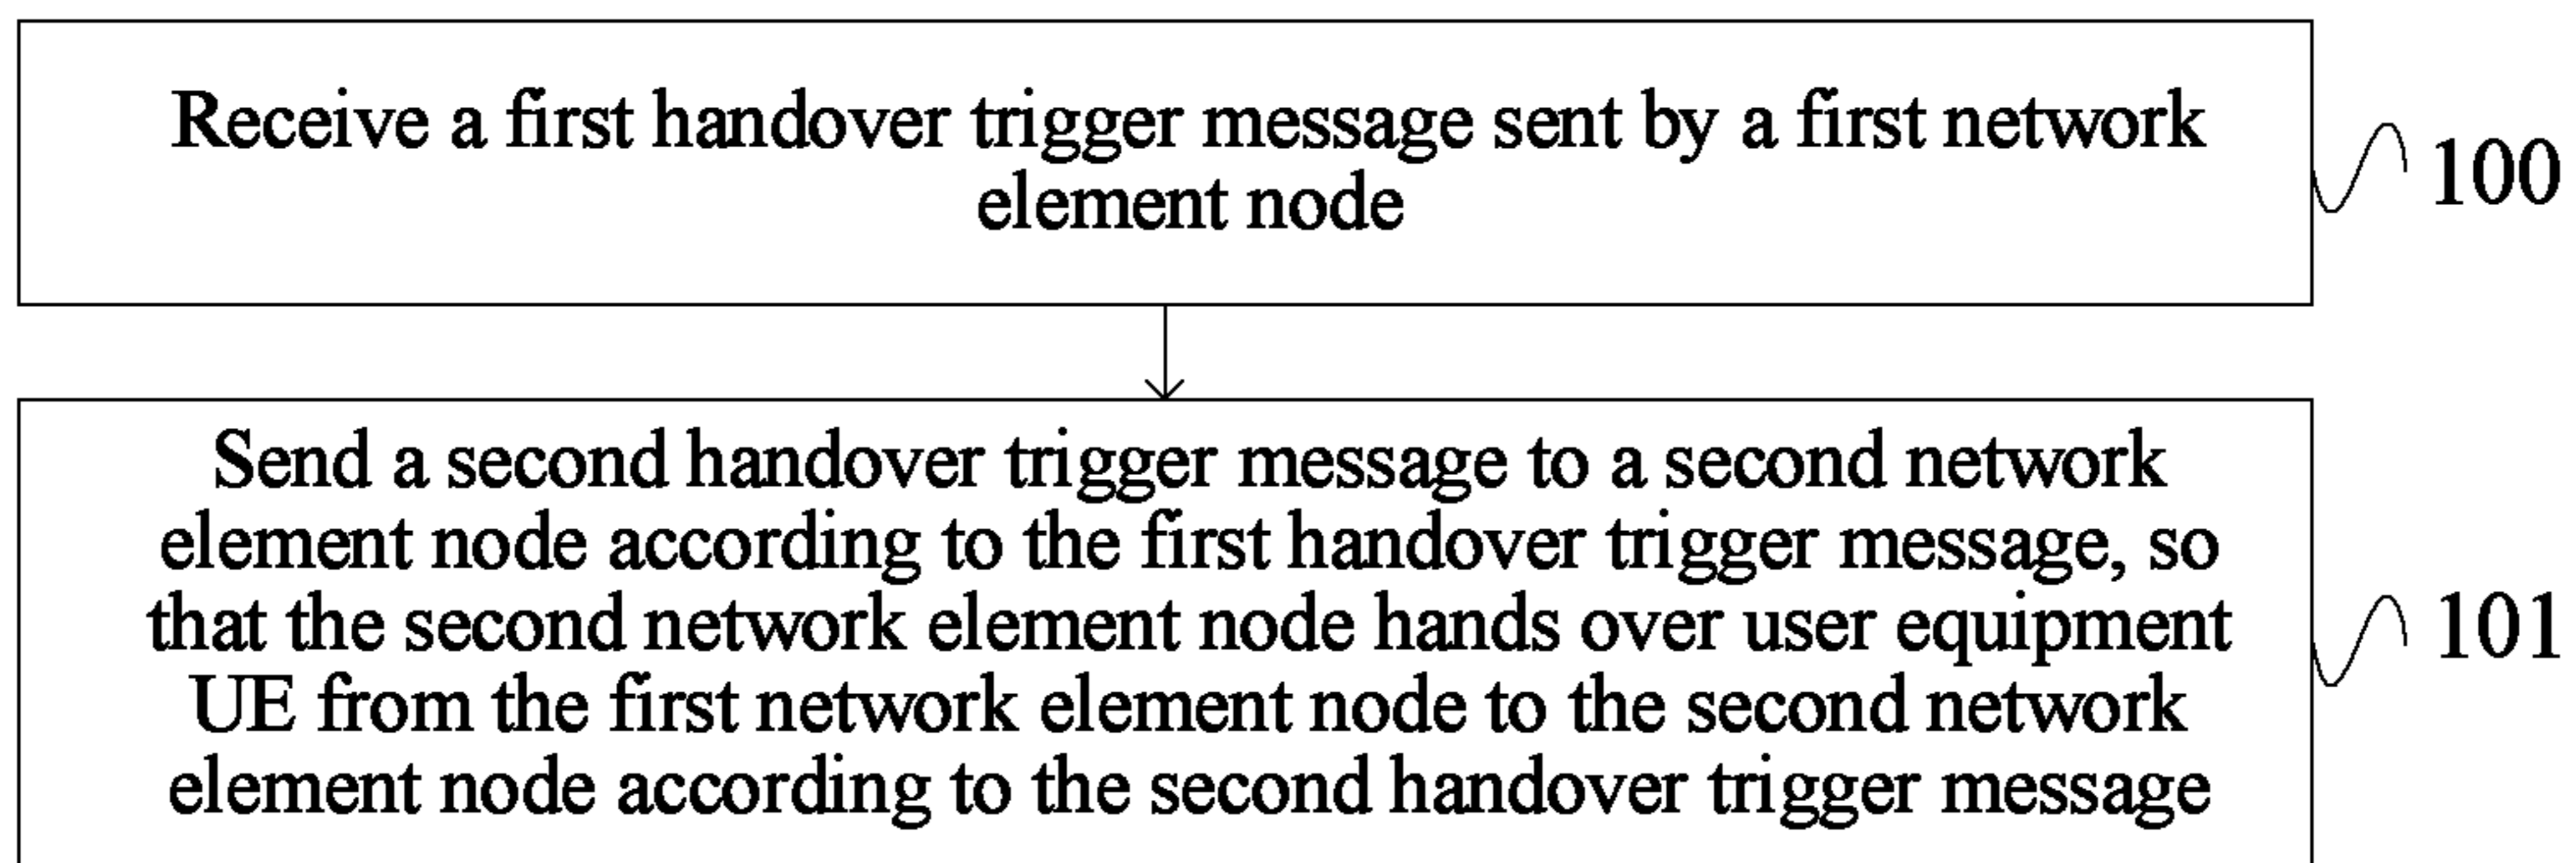 Receive a first handover trigger message sent by a first network
element node
100
Send a second handover trigger message to a second network
element node according to the first handover trigger message, so
that the second network element node hands over user equipment
UE from the first network element node to the second network
element node according to the second handover trigger message
101